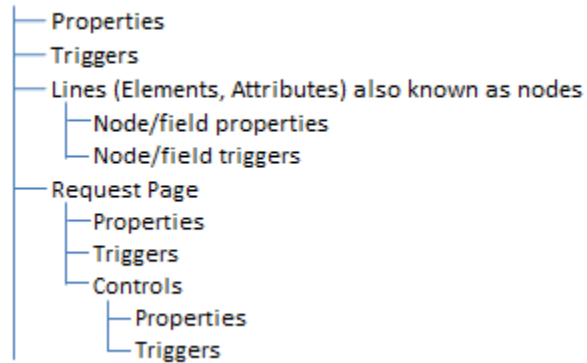 Properties
Triggers
Lines (Elements, Attributes) also known as nodes
Node/field properties
Node/field triggers
Request Page
Properties
Triggers
Controls
Properties
Triggers